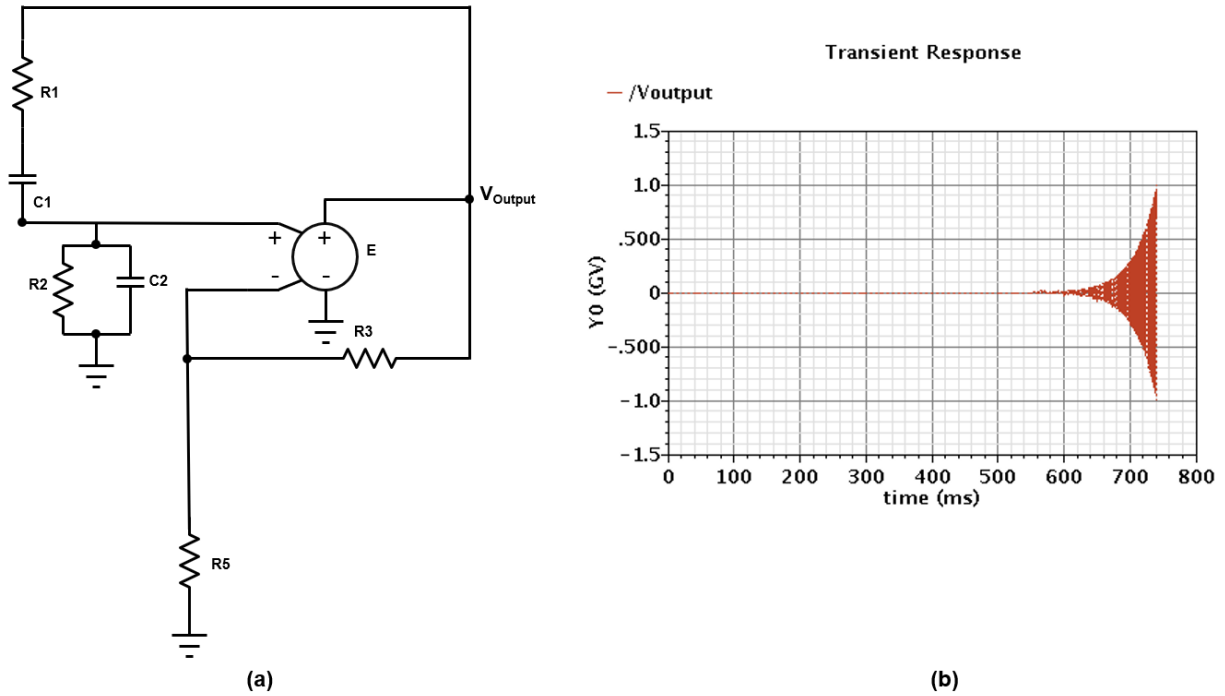 R1
C1
R2
C2
+
-
+
-
E
V_Output
R3
R5
(a)
Transient Response
— /Voutput
1.5
1.0
.500
0
-.500
-1.0
-1.5
Y0 (GV)
0 100 200 300 400 500 600 700 800
time (ms)
(b)